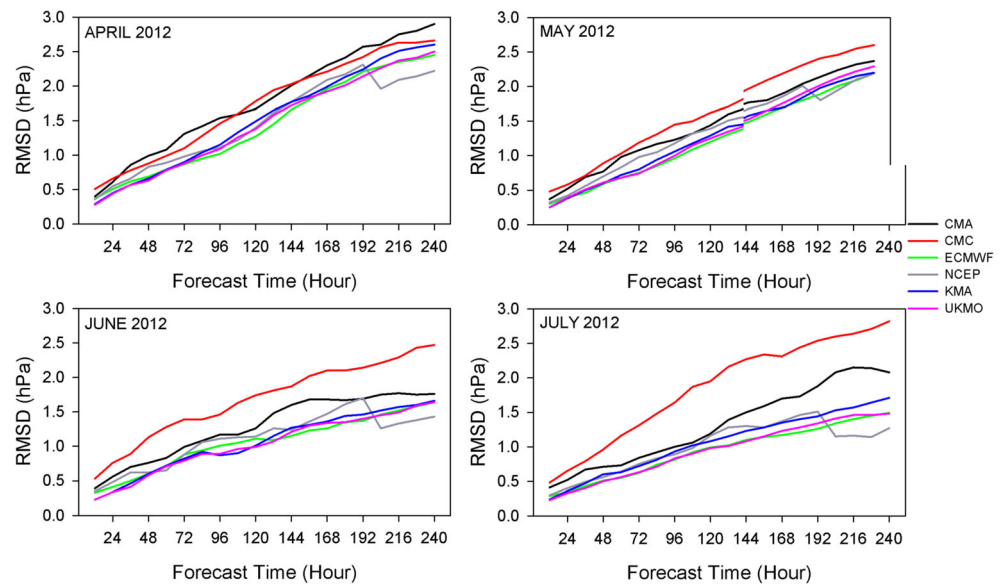 APRIL 2012
RMSD (hPa)
3.0
2.5
2.0
1.5
1.0
0.5
0.0
24 48 72 96 120 144 168 192 216 240
Forecast Time (Hour)
MAY 2012
RMSD (hPa)
3.0
2.5
2.0
1.5
1.0
0.5
0.0
24 48 72 96 120 144 168 192 216 240
Forecast Time (Hour)
CMA
CMC
ECMWF
NCEP
KMA
UKMO
JUNE 2012
RMSD (hPa)
3.0
2.5
2.0
1.5
1.0
0.5
0.0
24 48 72 96 120 144 168 192 216 240
Forecast Time (Hour)
JULY 2012
RMSD (hPa)
3.0
2.5
2.0
1.5
1.0
0.5
0.0
24 48 72 96 120 144 168 192 216 240
Forecast Time (Hour)